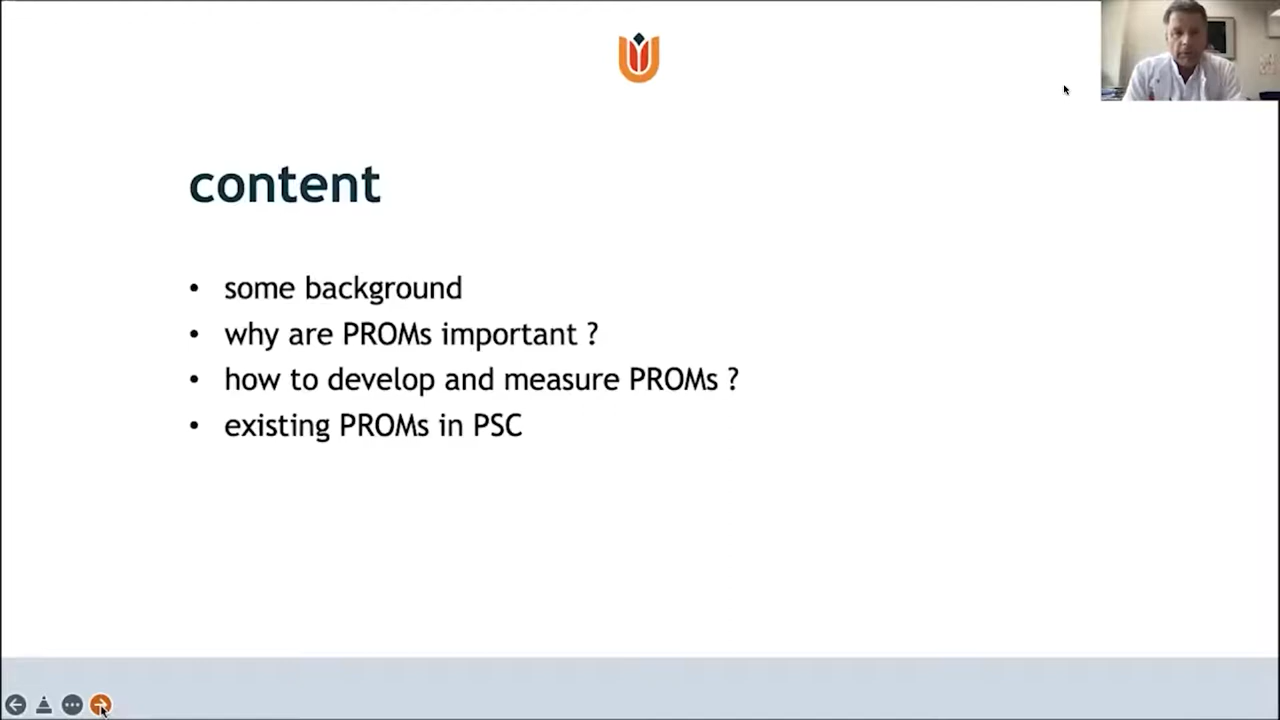 content
• some background
• why are PROMs important ?
• how to develop and measure PROMs ?
• existing PROMs in PSC